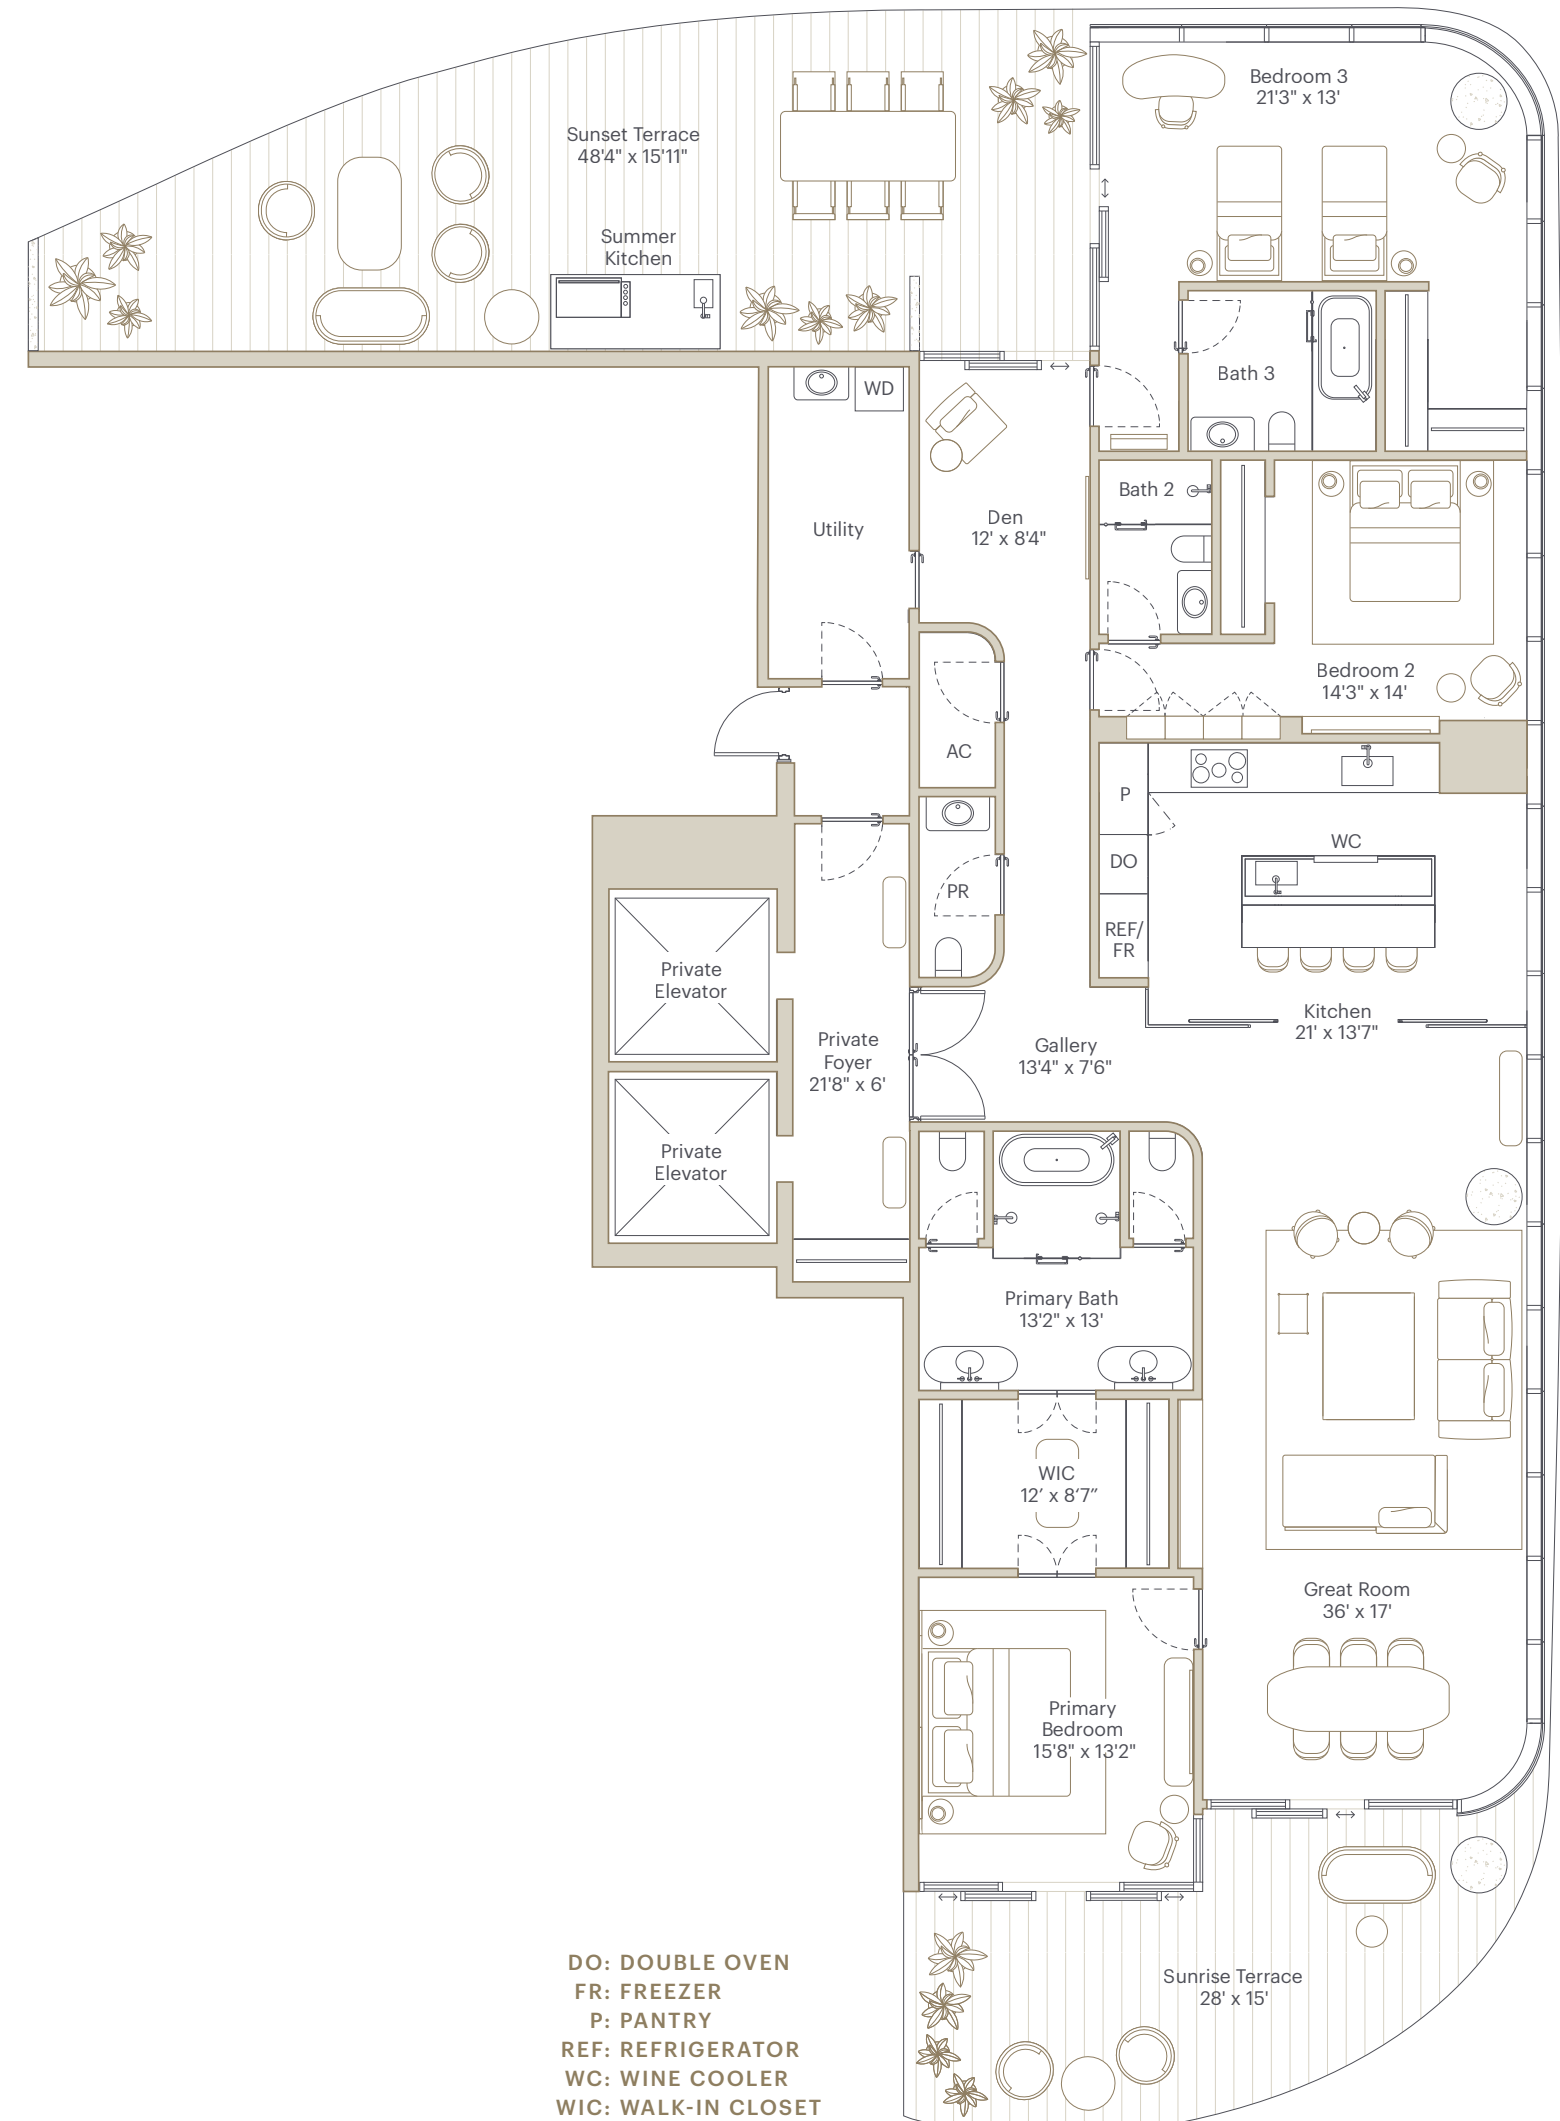 Bedroom 3
21'3" x 13'
Sunset Terrace
48'4" x 15'11"
Summer
Kitchen
Bath 3
WD
Bath 2
Den
12' x 8'4"
Utility
Bedroom 2
14'3" x 14'
AC
P
WC
DO
PR
REF/
FR
Private
Elevator
Kitchen
21' x 13'7"
Private
Foyer
21'8" x 6'
Gallery
13'4" x 7'6"
Private
Elevator
Primary Bath
13'2" x 13'
WIC
12’ x 8’7”
Great Room
36' x 17'
Primary
Bedroom
15'8" x 13'2"
Sunrise Terrace
28' x 15'
DO: DOUBLE OVEN
FR: FREEZER
P: PANTRY
REF: REFRIGERATOR
WC: WINE COOLER
WIC: WALK-IN CLOSET